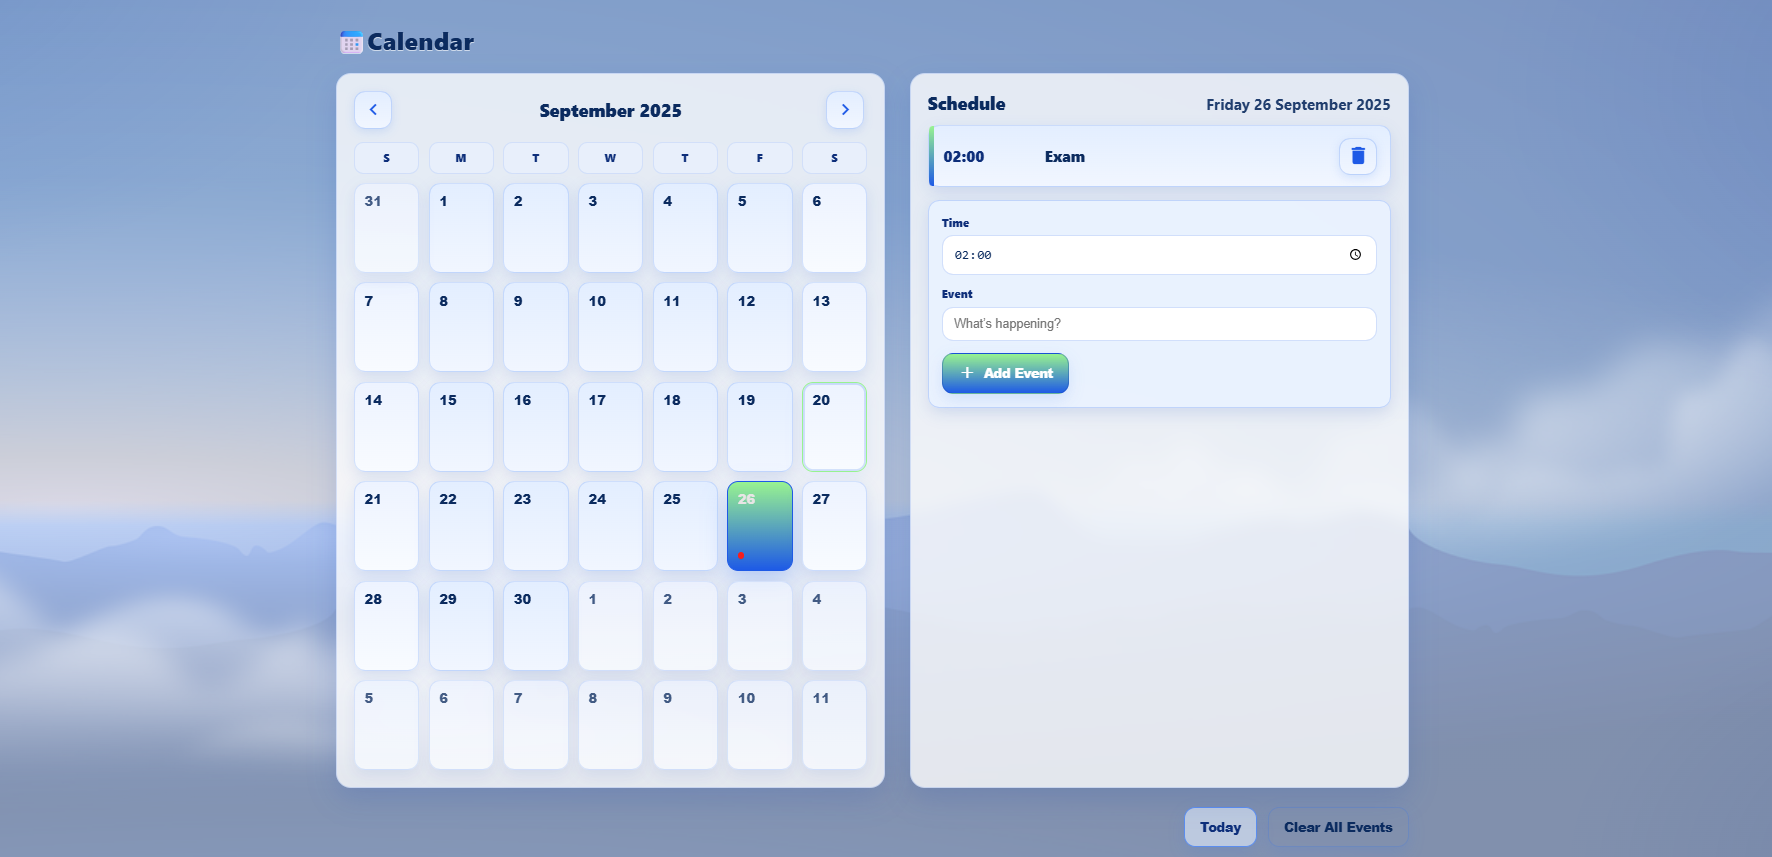 Calendar
September 2025
S M T W T F S
31 1 2 3 4 5 6
7 8 9 10 11 12 13
14 15 16 17 18 19 20
21 22 23 24 25 26 27
28 29 30 1 2 3 4
5 6 7 8 9 10 11
Schedule Friday 26 September 2025
02:00 Exam
Time
02:00
Event
What's happening?
+ Add Event
Today Clear All Events